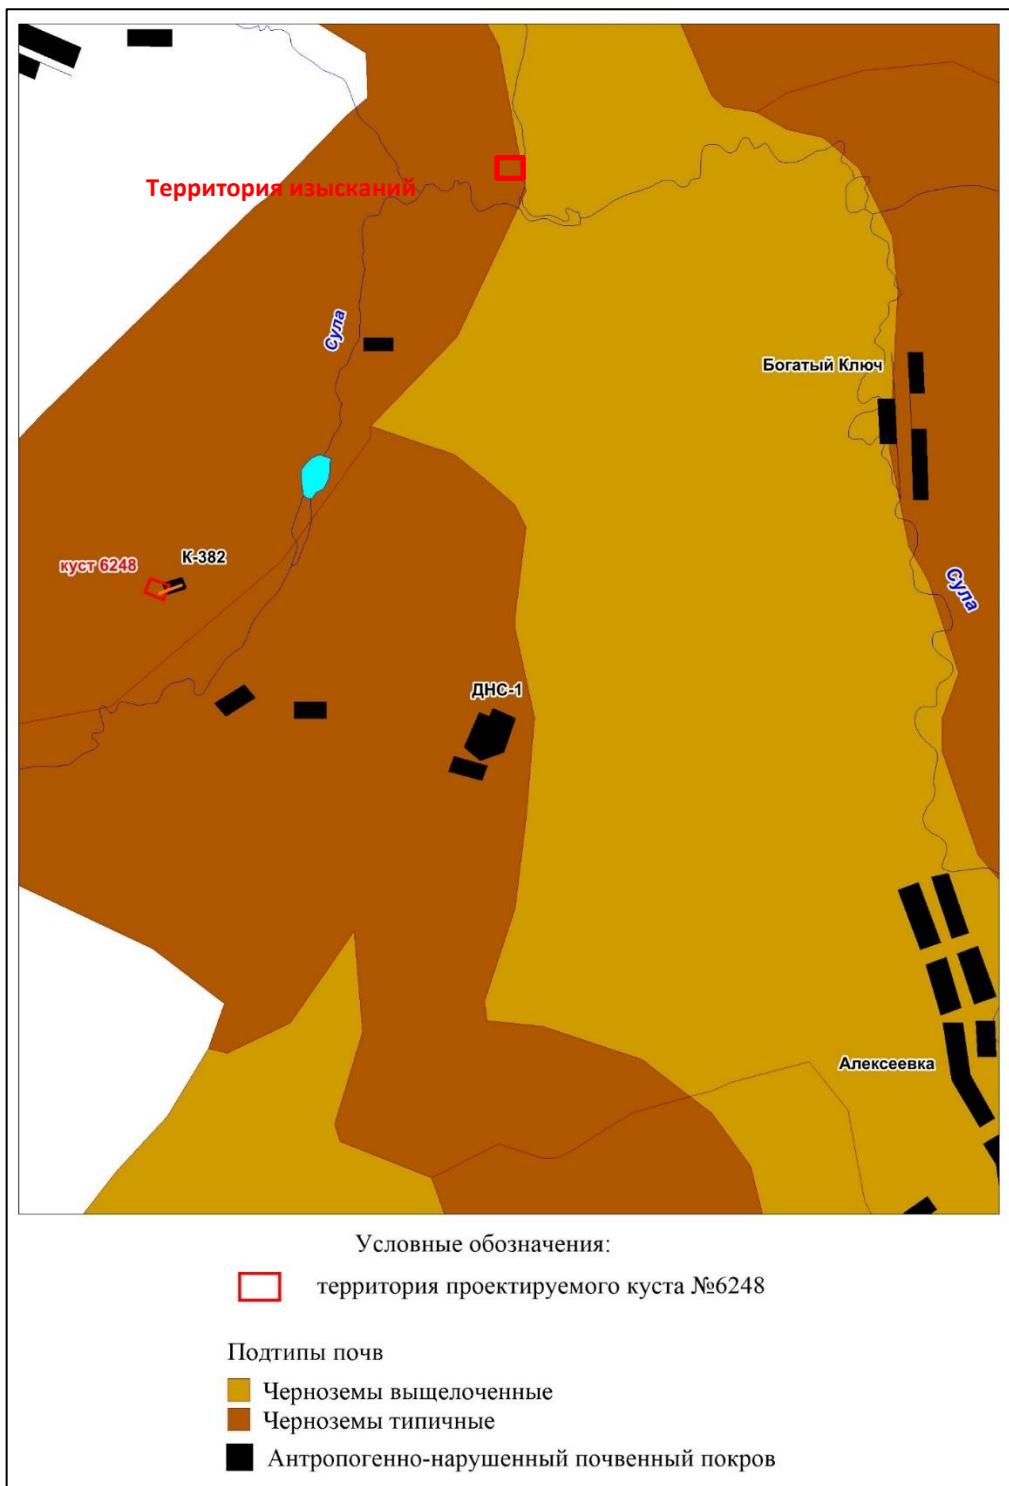 Территория изысканий
Сула
Богатый Ключ
К-382
куст 6248
Сула
ДНС-1
Алексеевка
Условные обозначения:
территория проектируемого куста №6248
Подтипы почв
Черноземы выщелоченные
Черноземы типичные
Антропогенно-нарушенный почвенный покров